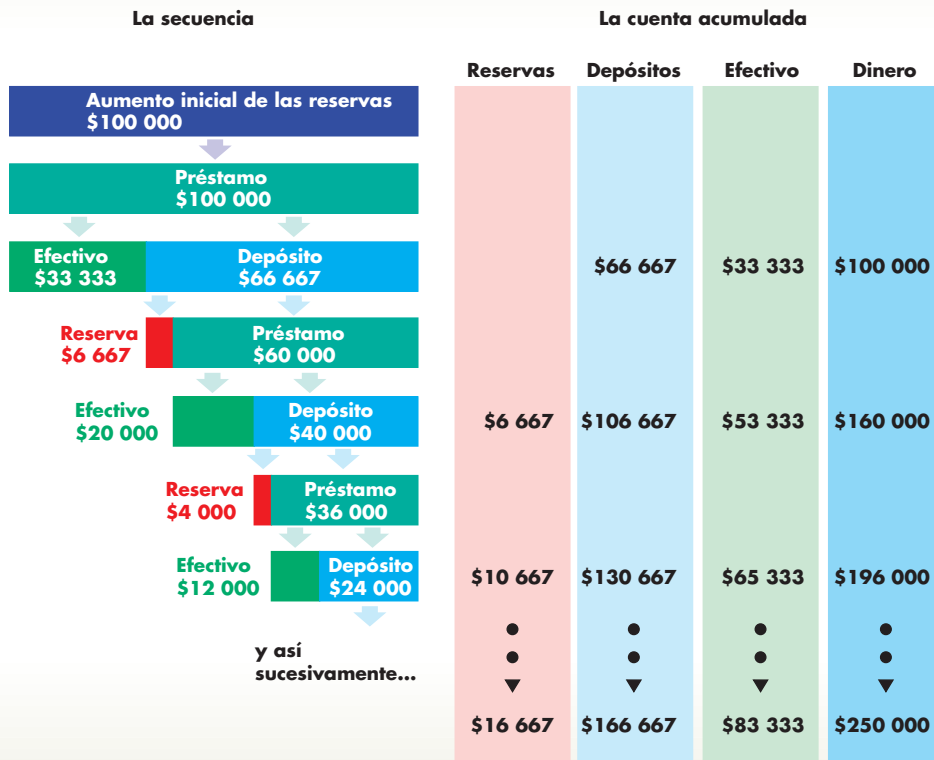 La secuencia
La cuenta acumulada
Reservas Depósitos Efectivo Dinero
Aumento inicial de las reservas
$100 000
Préstamo
$100 000
Efectivo
$33 333
Depósito
$66 667
$66 667 $33 333 $100 000
Reserva
$6 667
Préstamo
$60 000
Efectivo
$20 000
Depósito
$40 000
$6 667 $106 667 $53 333 $160 000
Reserva
$4 000
Préstamo
$36 000
Efectivo
$12 000
Depósito
$24 000
$10 667 $130 667 $65 333 $196 000
y así
sucesivamente...
$16 667 $166 667 $83 333 $250 000